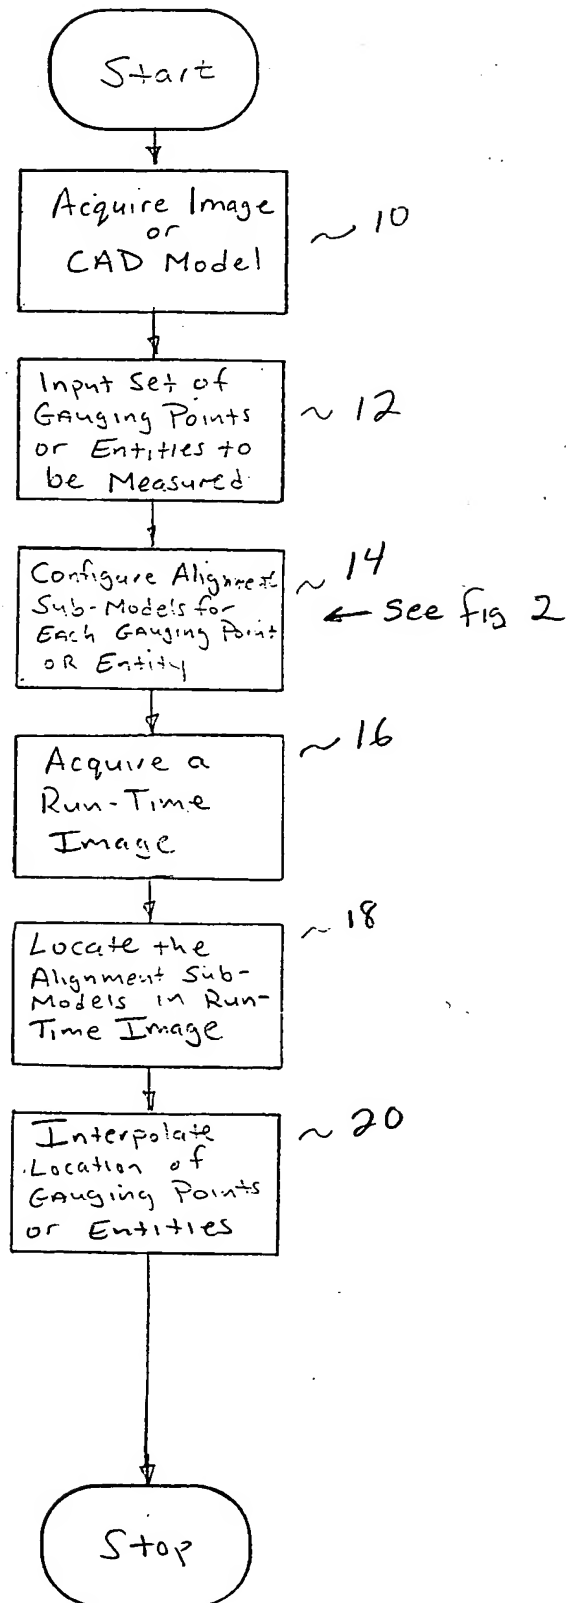 Start
Acquire Image
or
CAD Model
~ 10
Input Set of
Gauging Points
or Entities to
be Measured
~ 12
Configure Alignment
Sub-Models for
Each Gauging Point
OR Entity
~ 14
← See fig 2
Acquire a
Run-Time
Image
~ 16
Locate the
Alignment Sub-
Models in Run-
Time Image
~ 18
Interpolate
Location of
Gauging Points
or Entities
~ 20
Stop